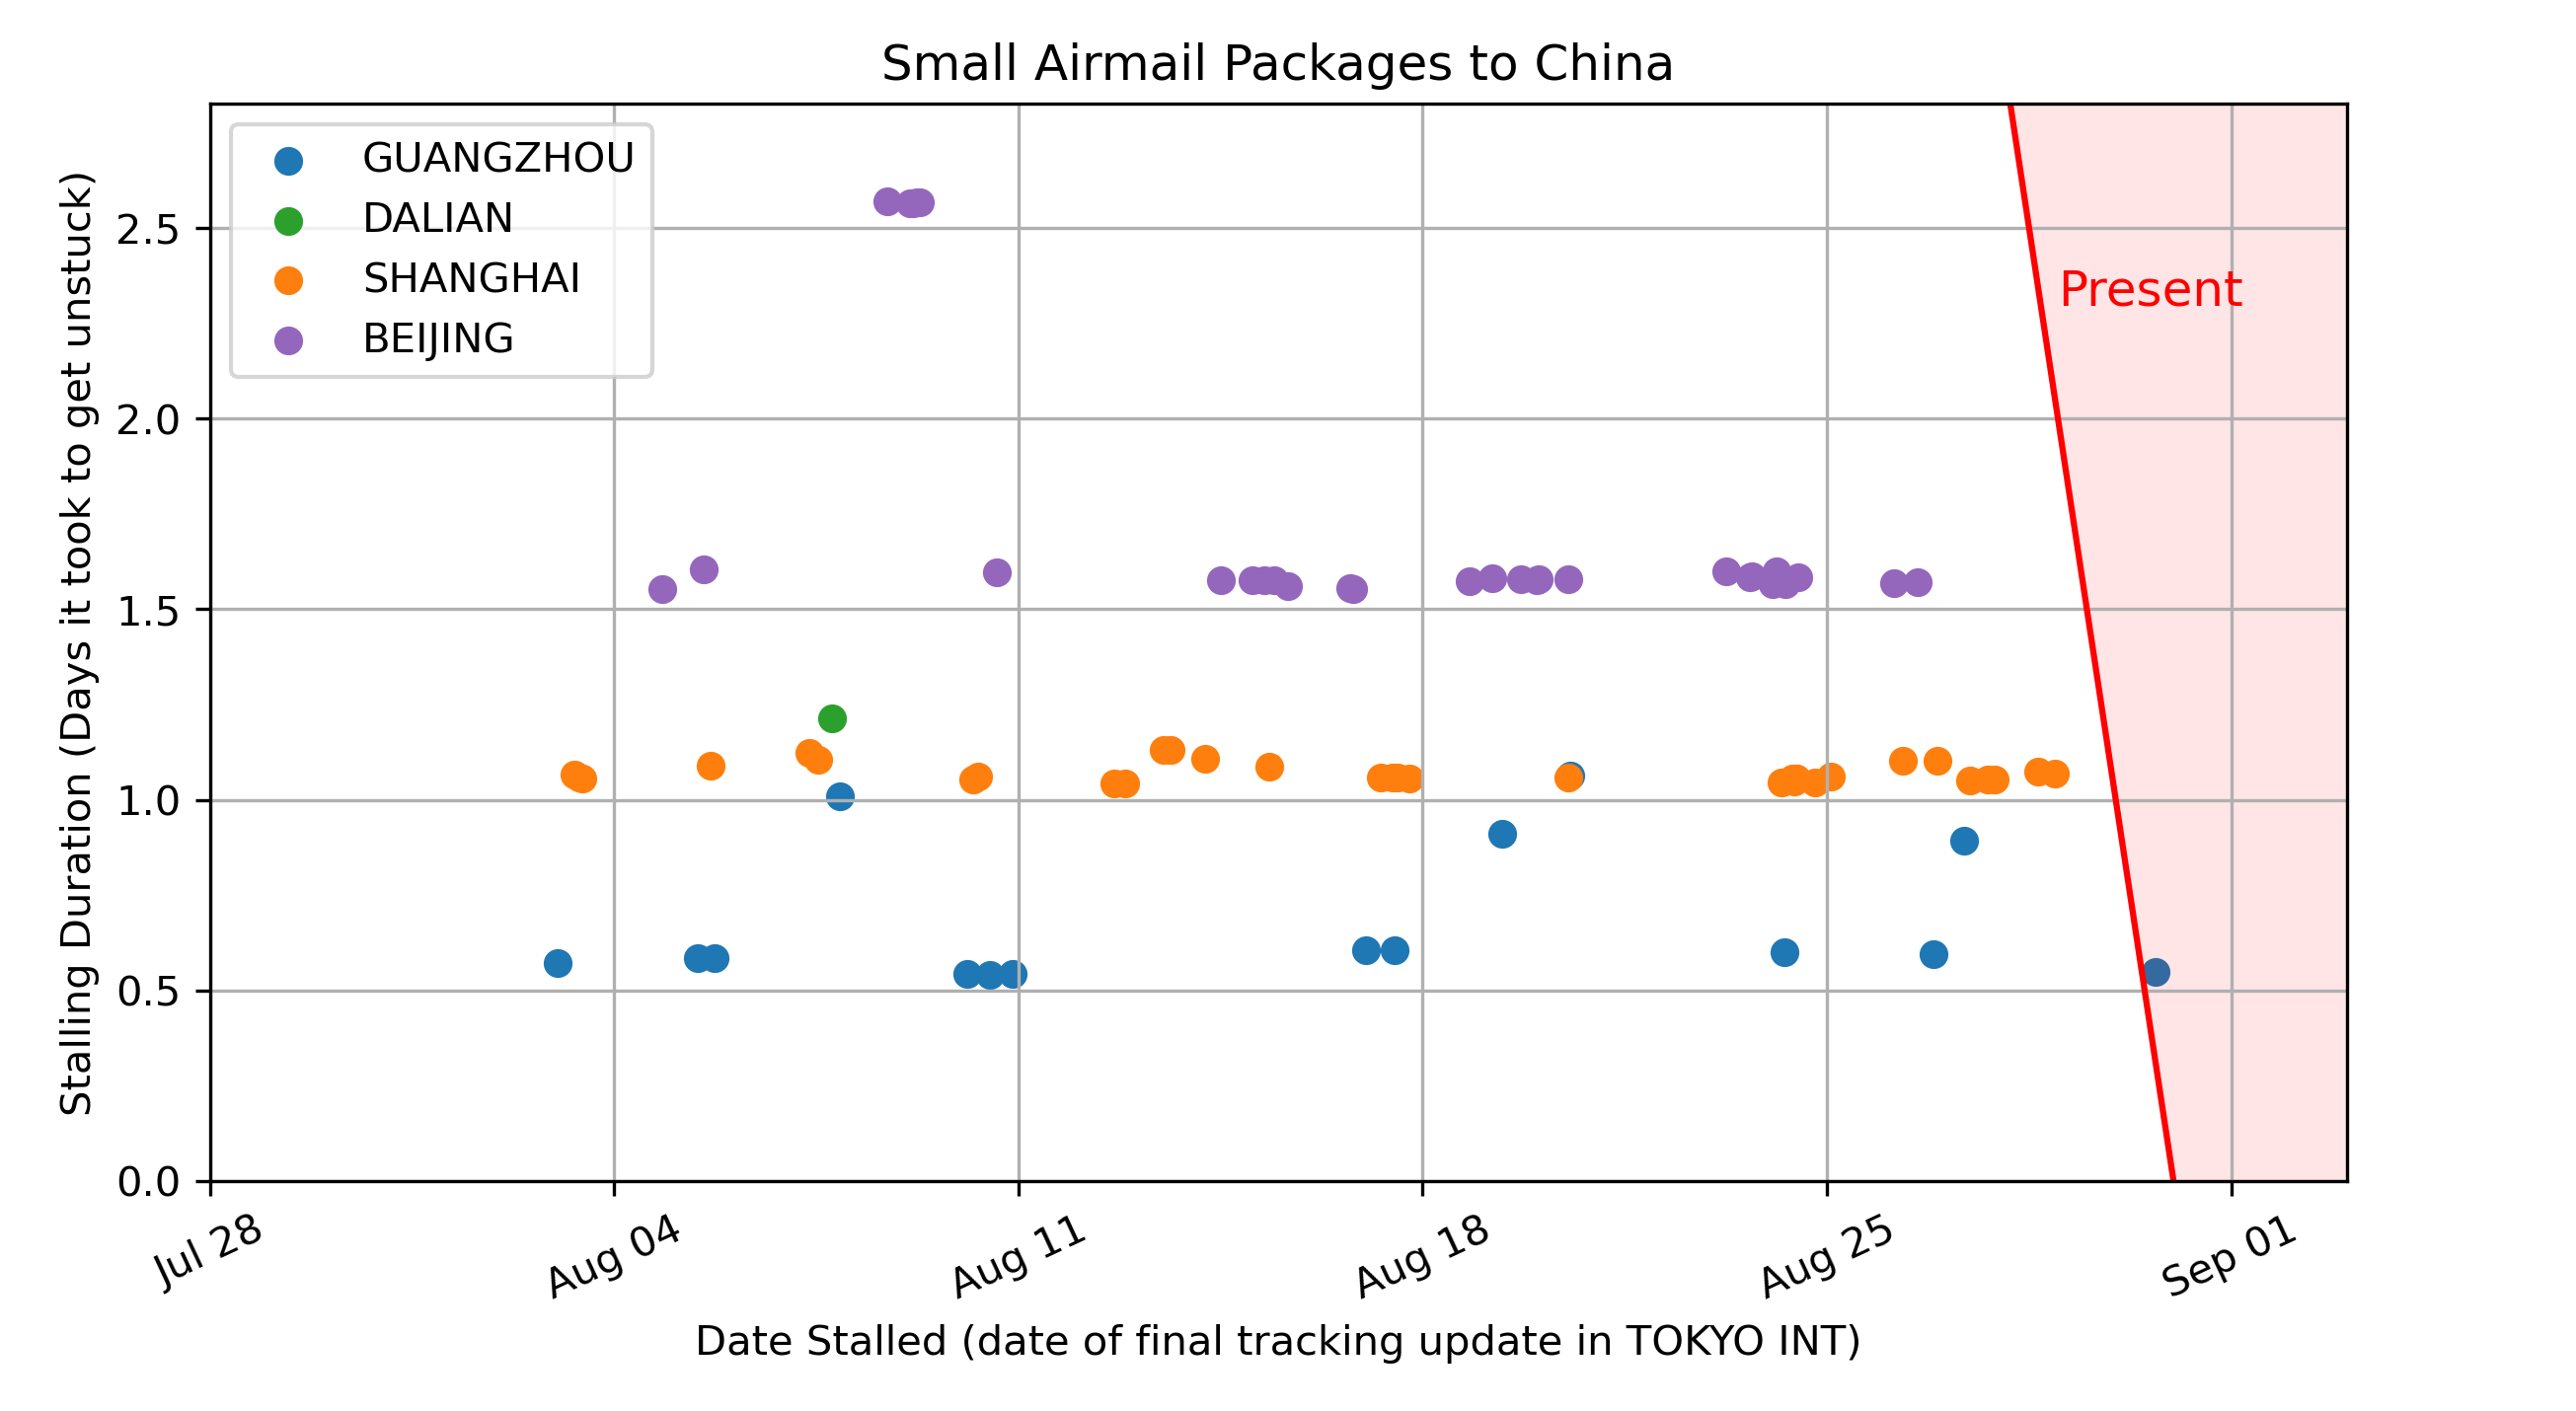 Small Airmail Packages to China
GUANGZHOU
DALIAN
SHANGHAI
BEIJING
Present
Stalling Duration (Days it took to get unstuck)
2.5
2.0
1.5
1.0
0.5
0.0
Jul 28
Aug 04
Aug 11
Aug 18
Aug 25
Sep 01
Date Stalled (date of final tracking update in TOKYO INT)